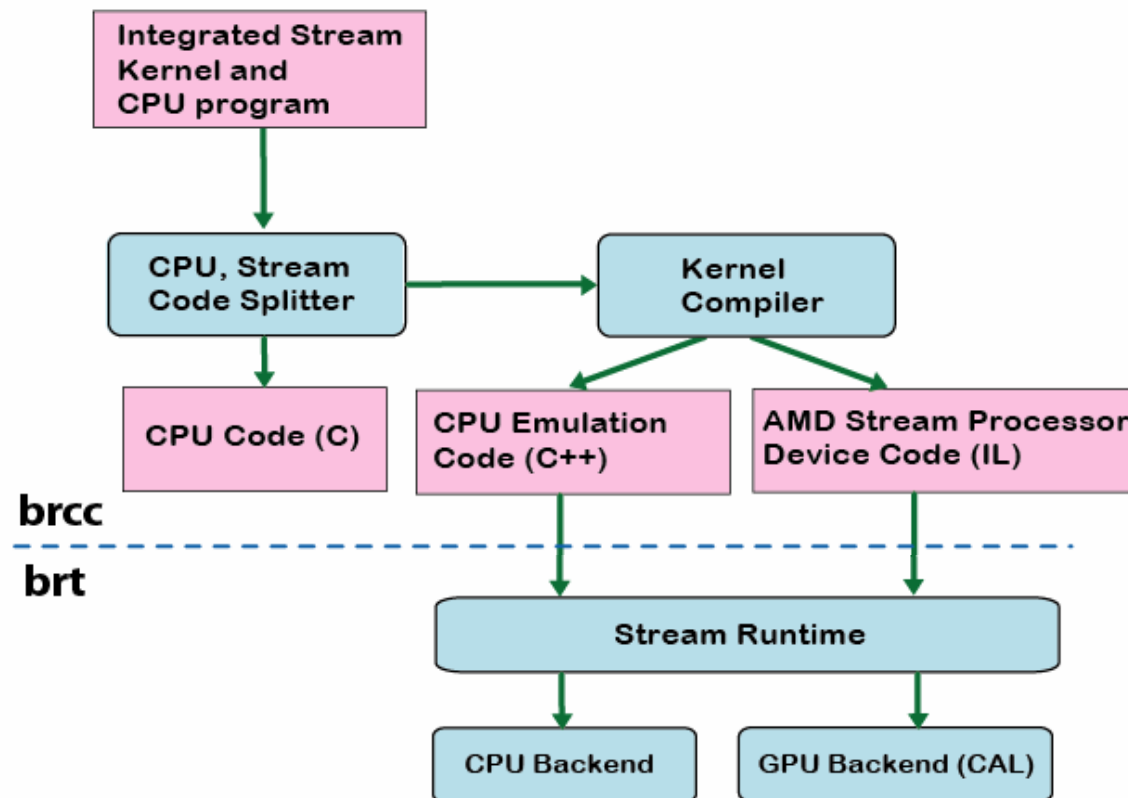 Integrated Stream
Kernel and
CPU program
CPU, Stream
Code Splitter
Kernel
Compiler
CPU Code (C)
CPU Emulation
Code (C++)
AMD Stream Processor
Device Code (IL)
brcc
brt
Stream Runtime
CPU Backend
GPU Backend (CAL)